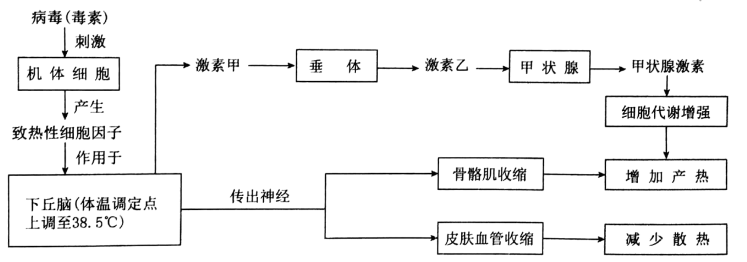 病毒(毒素)
刺激
机体细胞
产生
致热性细胞因子
作用于
下丘脑(体温调定点
上调至38.5℃)
激素甲
垂体
激素乙
甲状腺
甲状腺激素
细胞代谢增强
传出神经
骨骼肌收缩
增加产热
皮肤血管收缩
减少散热